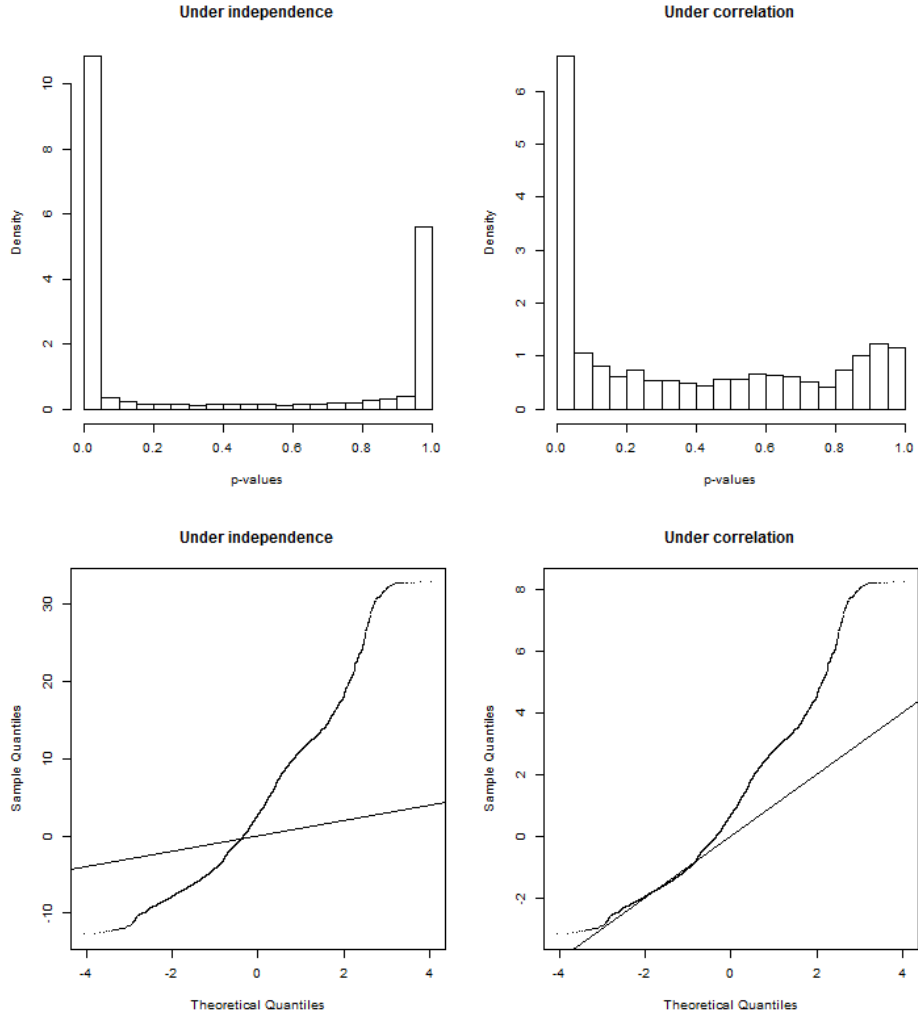 Under independence
Under correlation
Density
0
2
4
6
8
10
0.0 0.2 0.4 0.6 0.8 1.0
p-values
Density
0
1
2
3
4
5
6
0.0 0.2 0.4 0.6 0.8 1.0
p-values
Under independence
Under correlation
Sample Quantiles
-10
0
10
20
30
-4 -2 0 2 4
Theoretical Quantiles
Sample Quantiles
-2
0
2
4
6
8
-4 -2 0 2 4
Theoretical Quantiles